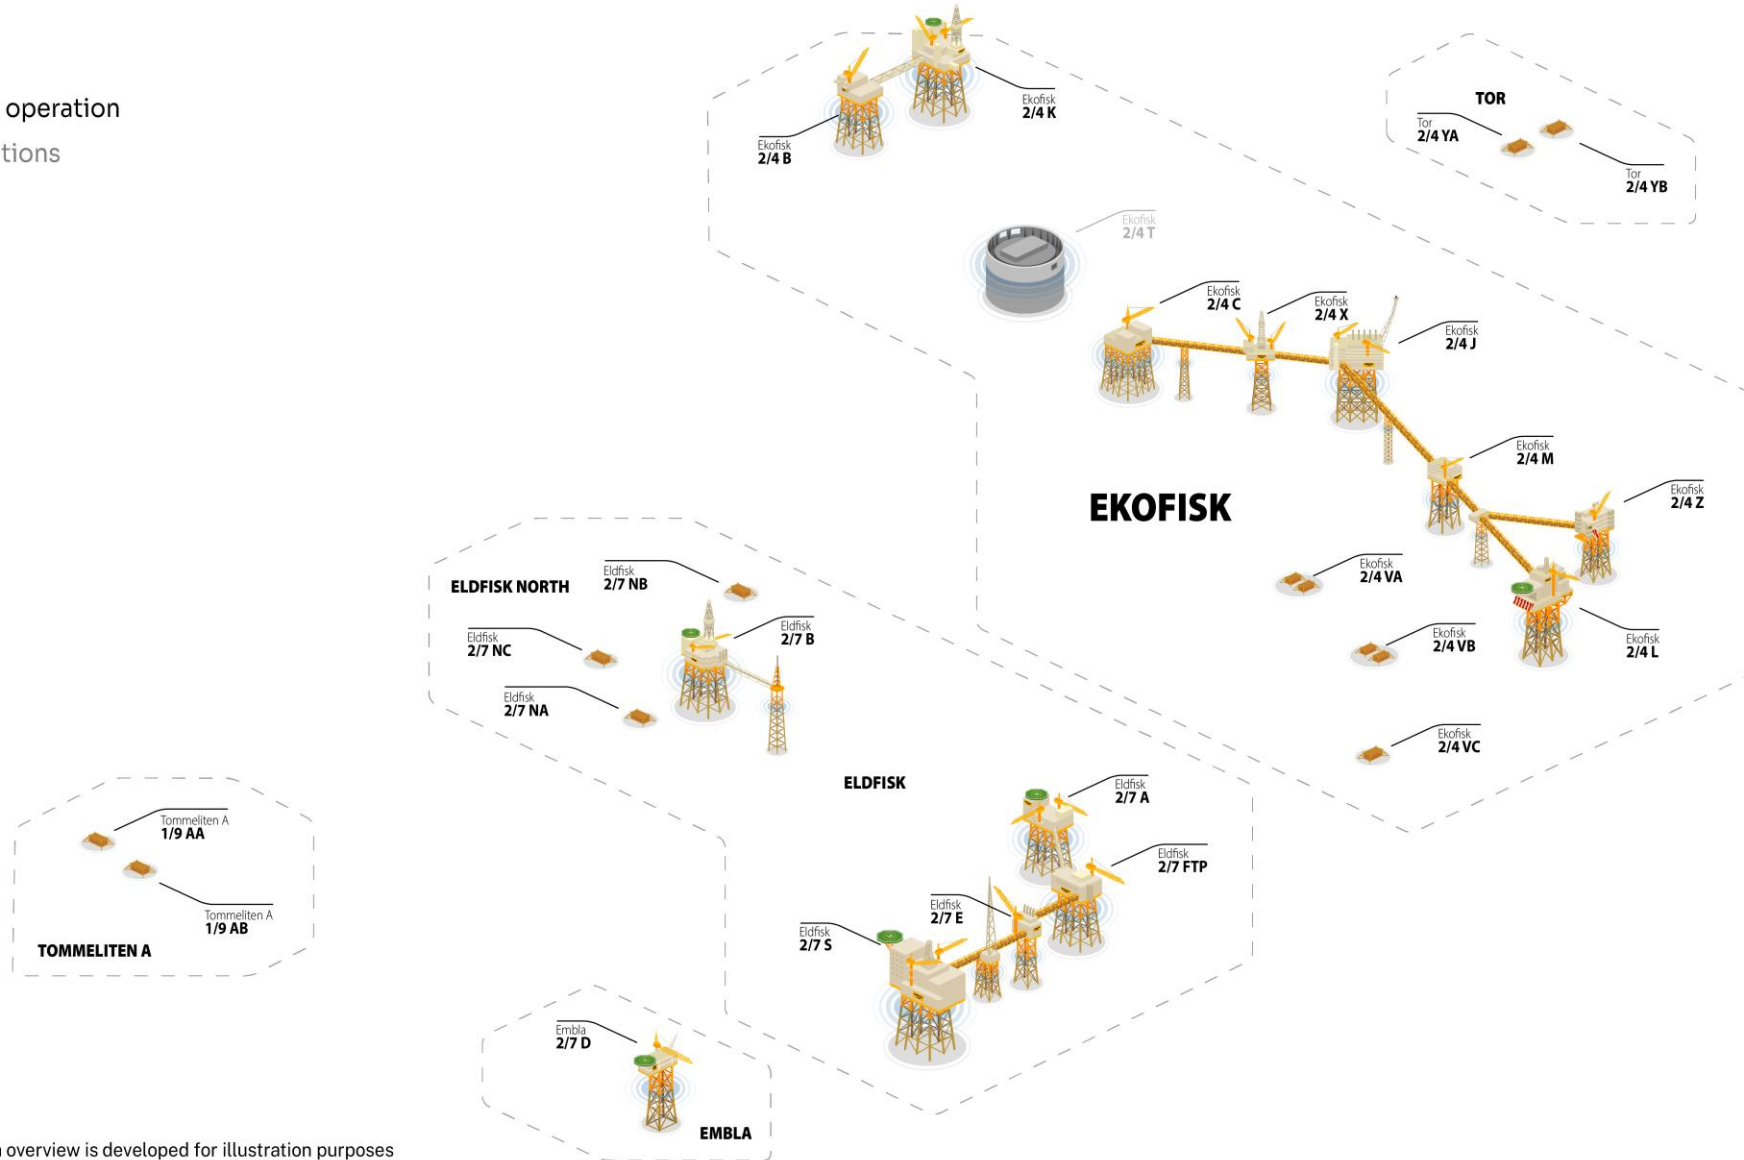 operation
tions
Ekofisk
2/4 K
Ekofisk
2/4 B
TOR
Tor
2/4 YA
Tor
2/4 YB
Ekofisk
2/4 T
Ekofisk
2/4 C
Ekofisk
2/4 X
Ekofisk
2/4 J
Ekofisk
2/4 M
Ekofisk
2/4 Z
EKOFISK
Ekofisk
2/4 VA
Ekofisk
2/4 VB
Ekofisk
2/4 L
Ekofisk
2/4 VC
ELDFISK NORTH
Eldfisk
2/7 NB
Eldfisk
2/7 B
Eldfisk
2/7 NC
Eldfisk
2/7 NA
ELDFISK
Eldfisk
2/7 A
Eldfisk
2/7 FTP
Eldfisk
2/7 E
Eldfisk
2/7 S
Tommeliten A
1/9 AA
Tommeliten A
1/9 AB
TOMMELITEN A
Embla
2/7 D
EMBLA
overview is developed for illustration purposes